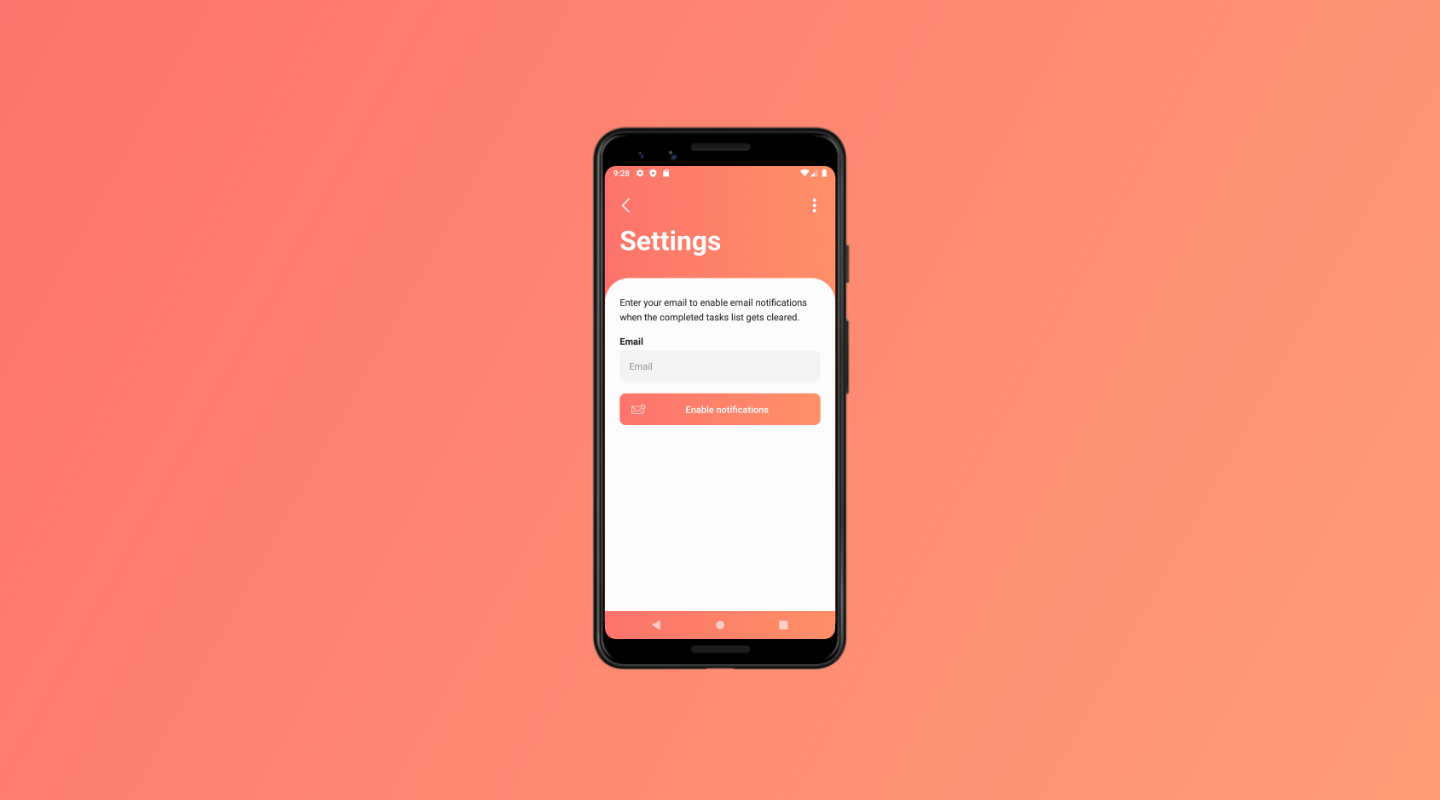 9:28
Settings
Enter your email to enable email notifications
when the completed tasks list gets cleared.
Email
Email
Enable notifications